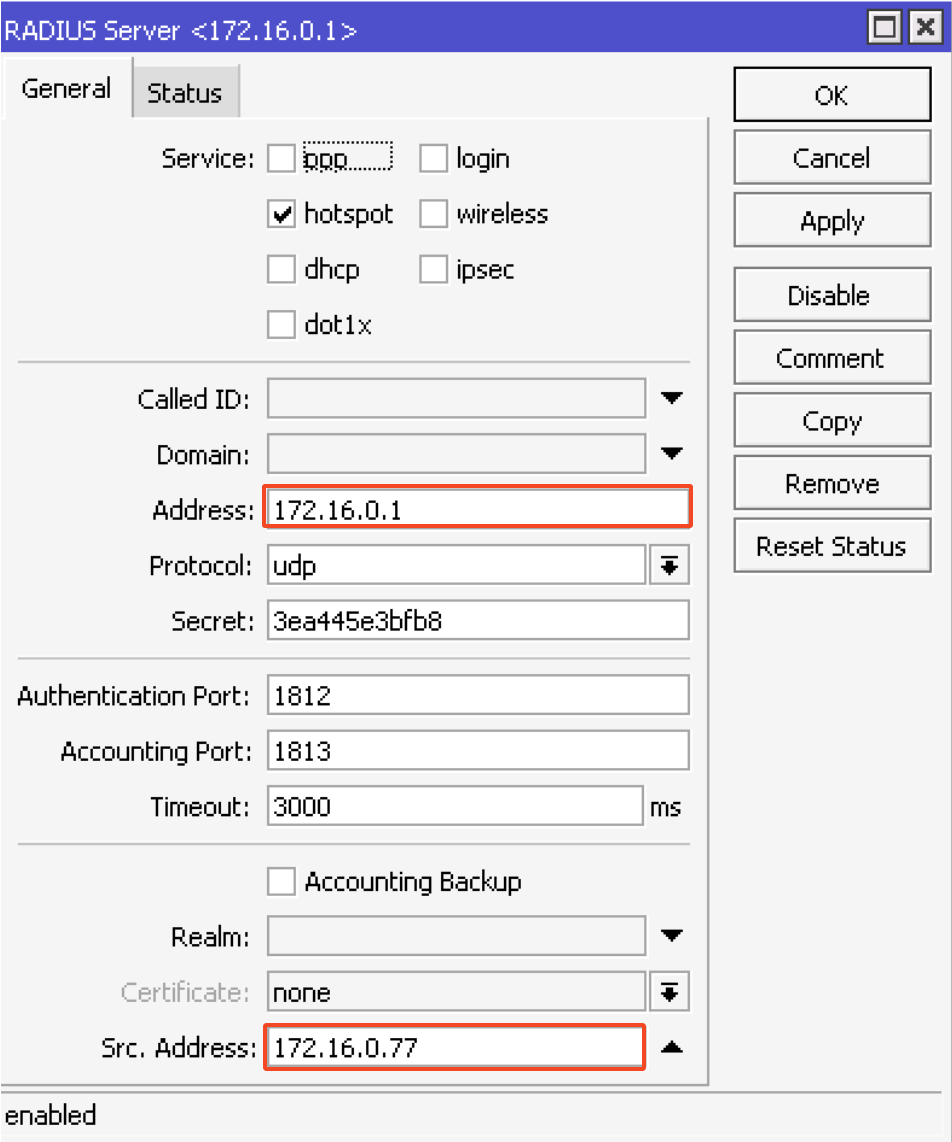 RADIUS Server <172.16.0.1>
General Status
OK
Cancel
Apply
Disable
Comment
Copy
Remove
Reset Status
Service: ppp login
hotspot wireless
dhcp ipsec
dot1x
Called ID:
Domain:
Address: 172.16.0.1
Protocol: udp
Secret: 3ea445e3bfb8
Authentication Port: 1812
Accounting Port: 1813
Timeout: 3000 ms
Accounting Backup
Realm:
Certificate: none
Src. Address: 172.16.0.77
enabled